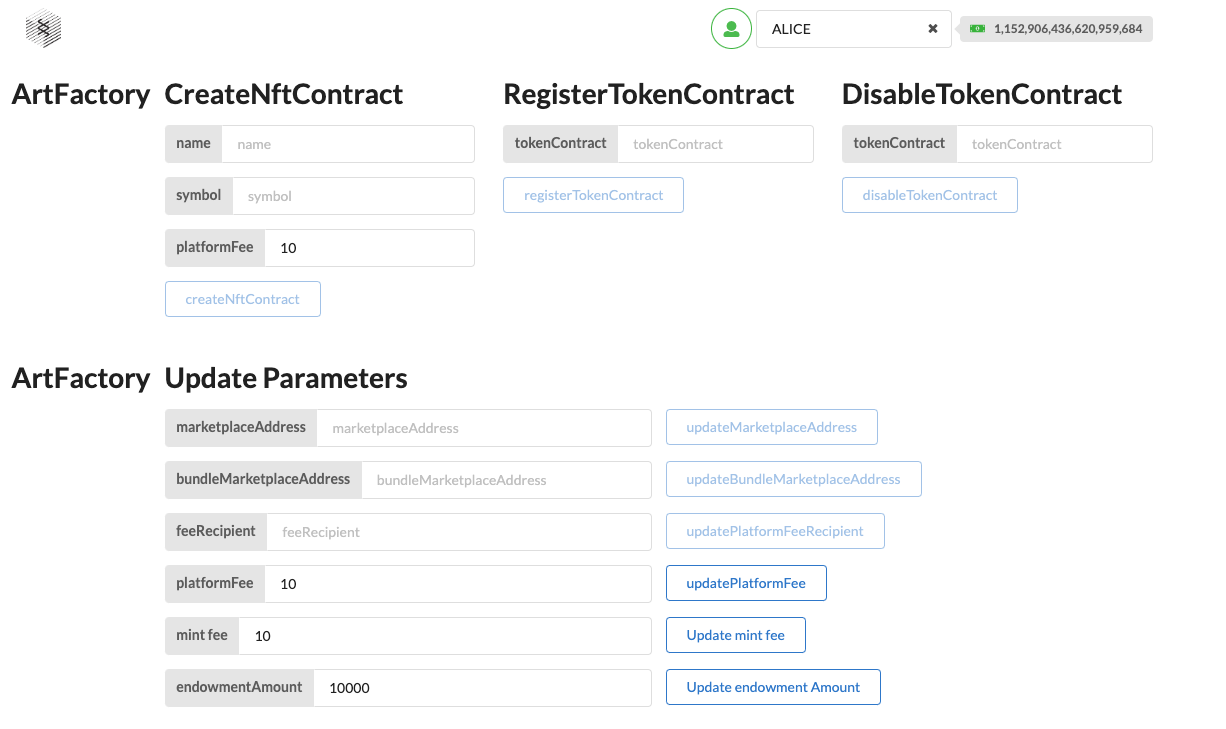 ALICE
1,152,906,436,620,959,684
ArtFactory
CreateNftContract
RegisterTokenContract
DisableTokenContract
name name
tokenContract tokenContract
tokenContract tokenContract
symbol symbol
registerTokenContract
disableTokenContract
platformFee 10
createNftContract
ArtFactory
Update Parameters
marketplaceAddress marketplaceAddress
updateMarketplaceAddress
bundleMarketplaceAddress bundleMarketplaceAddress
updateBundleMarketplaceAddress
feeRecipient feeRecipient
updatePlatformFeeRecipient
platformFee 10
updatePlatformFee
mint fee 10
Update mint fee
endowmentAmount 10000
Update endowment Amount